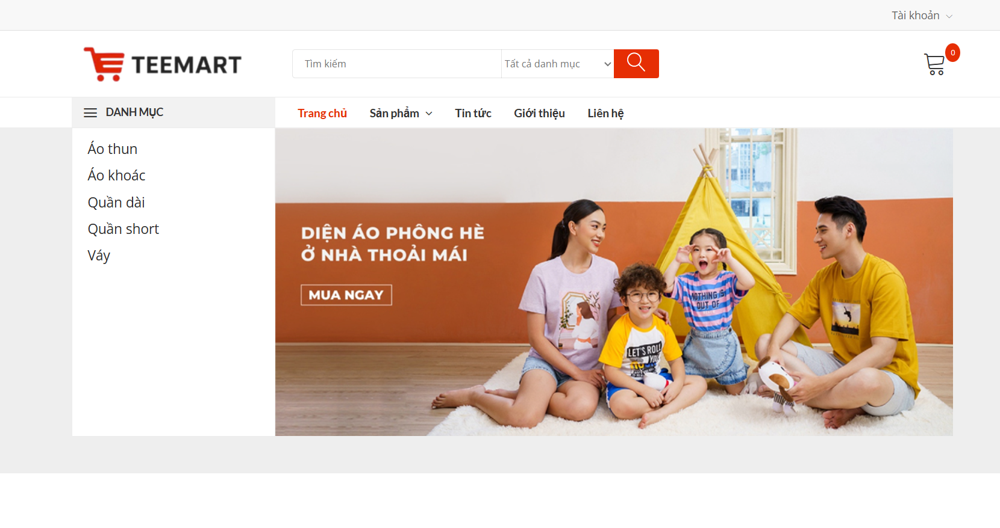 Tài khoản
TEEMART
Tìm kiếm
Tất cả danh mục
0
DANH MỤC
Trang chủ
Sản phẩm
Tin tức
Giới thiệu
Liên hệ
Áo thun
Áo khoác
Quần dài
Quần short
Váy
DIỆN ÁO PHÔNG HÈ
Ở NHÀ THOẢI MÁI
MUA NGAY
NOTHING IS
OUT OF
LET'S ROLL
YOU